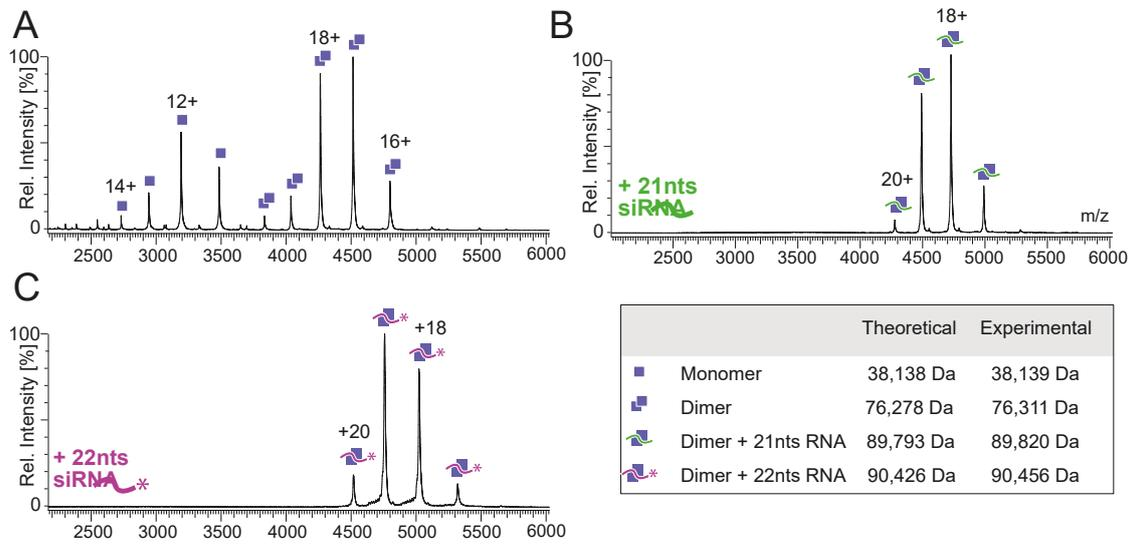 A
Rel. Intensity [%]
100
0
14+
12+
18+
16+
2500 3000 3500 4000 4500 5000 5500 6000
B
Rel. Intensity [%]
100
0
+ 21nts
siRNA
20+
18+
m/z
2500 3000 3500 4000 4500 5000 5500 6000
C
Rel. Intensity [%]
100
0
+ 22nts
siRNA *
+20
*
*
+18
*
*
2500 3000 3500 4000 4500 5000 5500 6000
Theoretical Experimental
Monomer 38,138 Da 38,139 Da
Dimer 76,278 Da 76,311 Da
Dimer + 21nts RNA 89,793 Da 89,820 Da
* Dimer + 22nts RNA 90,426 Da 90,456 Da